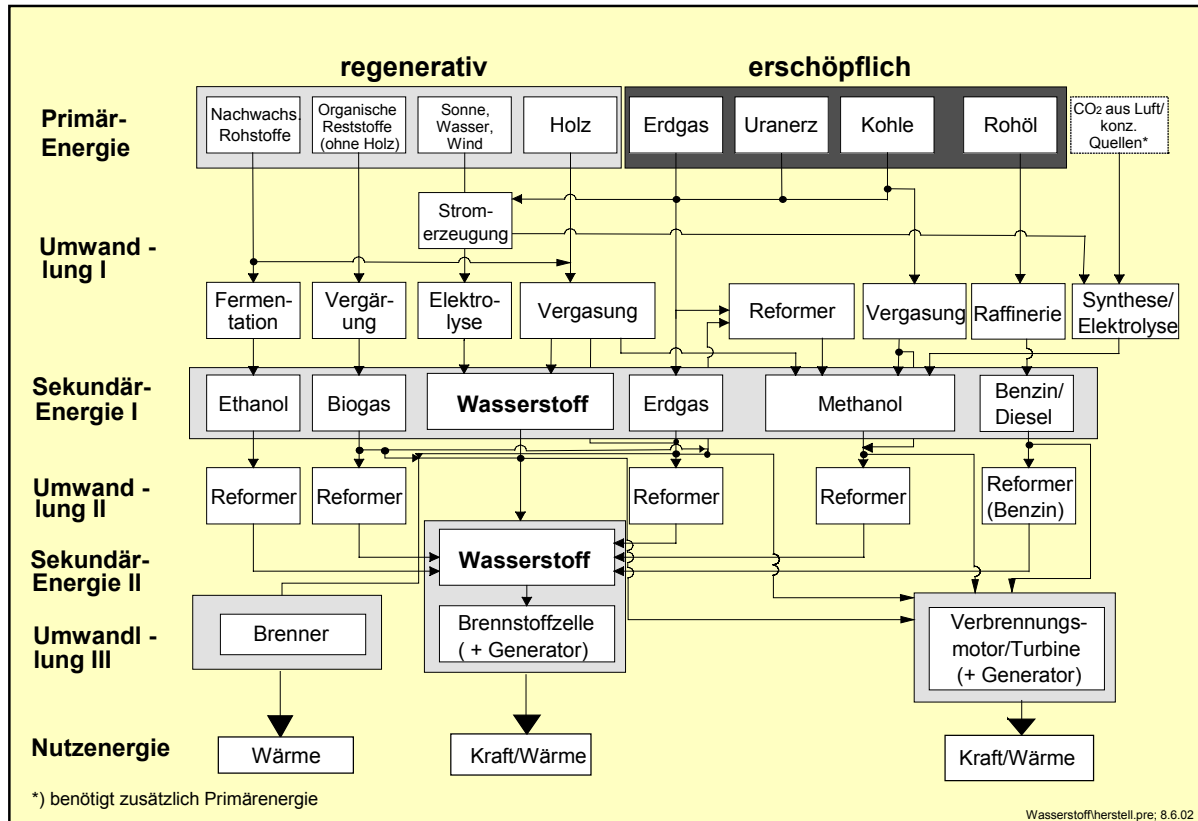 regenerativ
erschöpflich
Primär-
Energie
Nachwachs.
Rohstoffe
Organische
Reststoffe
(ohne Holz)
Sonne,
Wasser,
Wind
Holz
Erdgas
Uranerz
Kohle
Rohöl
CO2 aus Luft/
konz.
Quellen*
Strom-
erzeugung
Umwand -
lung I
Fermen-
tation
Vergär-
ung
Elektro-
lyse
Vergasung
Reformer
Vergasung
Raffinerie
Synthese/
Elektrolyse
Sekundär-
Energie I
Ethanol
Biogas
Wasserstoff
Erdgas
Methanol
Benzin/
Diesel
Umwand -
lung II
Reformer
Reformer
Reformer
Reformer
Reformer
(Benzin)
Sekundär-
Energie II
Wasserstoff
Umwandl -
lung III
Brenner
Brennstoffzelle
( + Generator)
Verbrennungs-
motor/Turbine
(+ Generator)
Nutzenergie
Wärme
Kraft/Wärme
Kraft/Wärme
*) benötigt zusätzlich Primärenergie
Wasserstoff\herstell.pre; 8.6.02